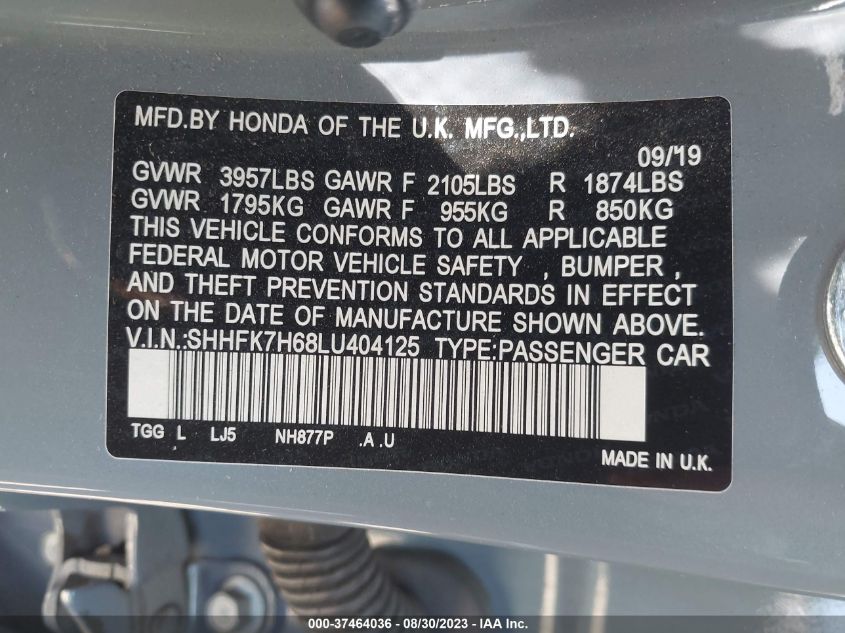 MFD.BY HONDA OF THE U.K. MFG.,LTD.
09/'19
GVWR 3957LBS GAWR F 2105LBS R 1874LBS
GVWR 1795KG GAWR F 955KG R 850KG
THIS VEHICLE CONFORMS TO ALL APPLICABLE
FEDERAL MOTOR VEHICLE SAFETY , BUMPER ,
AND THEFT PREVENTION STANDARDS IN EFFECT
ON THE DATE OF MANUFACTURE SHOWN ABOVE.
V.I.N.:SHHFK7H68LU404125 TYPE:PASSENGER CAR
TGG L LJ5 NH877P .A .U
MADE IN U.K.
000-37464036 — 08/30/2023 — IAA Inc.